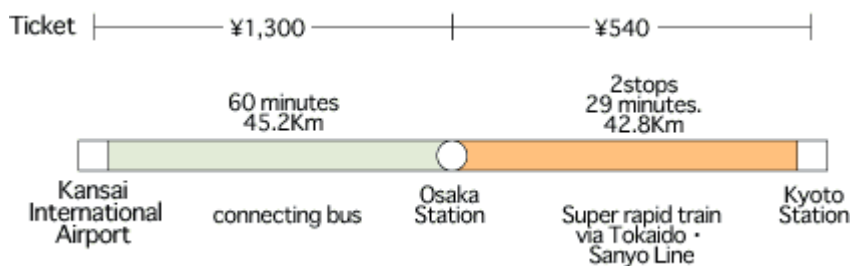 Ticket
¥1,300
¥540
60 minutes
45.2Km
2stops
29 minutes.
42.8Km
Kansai
International
Airport
connecting bus
Osaka
Station
Super rapid train
via Tokaido・
Sanyo Line
Kyoto
Station